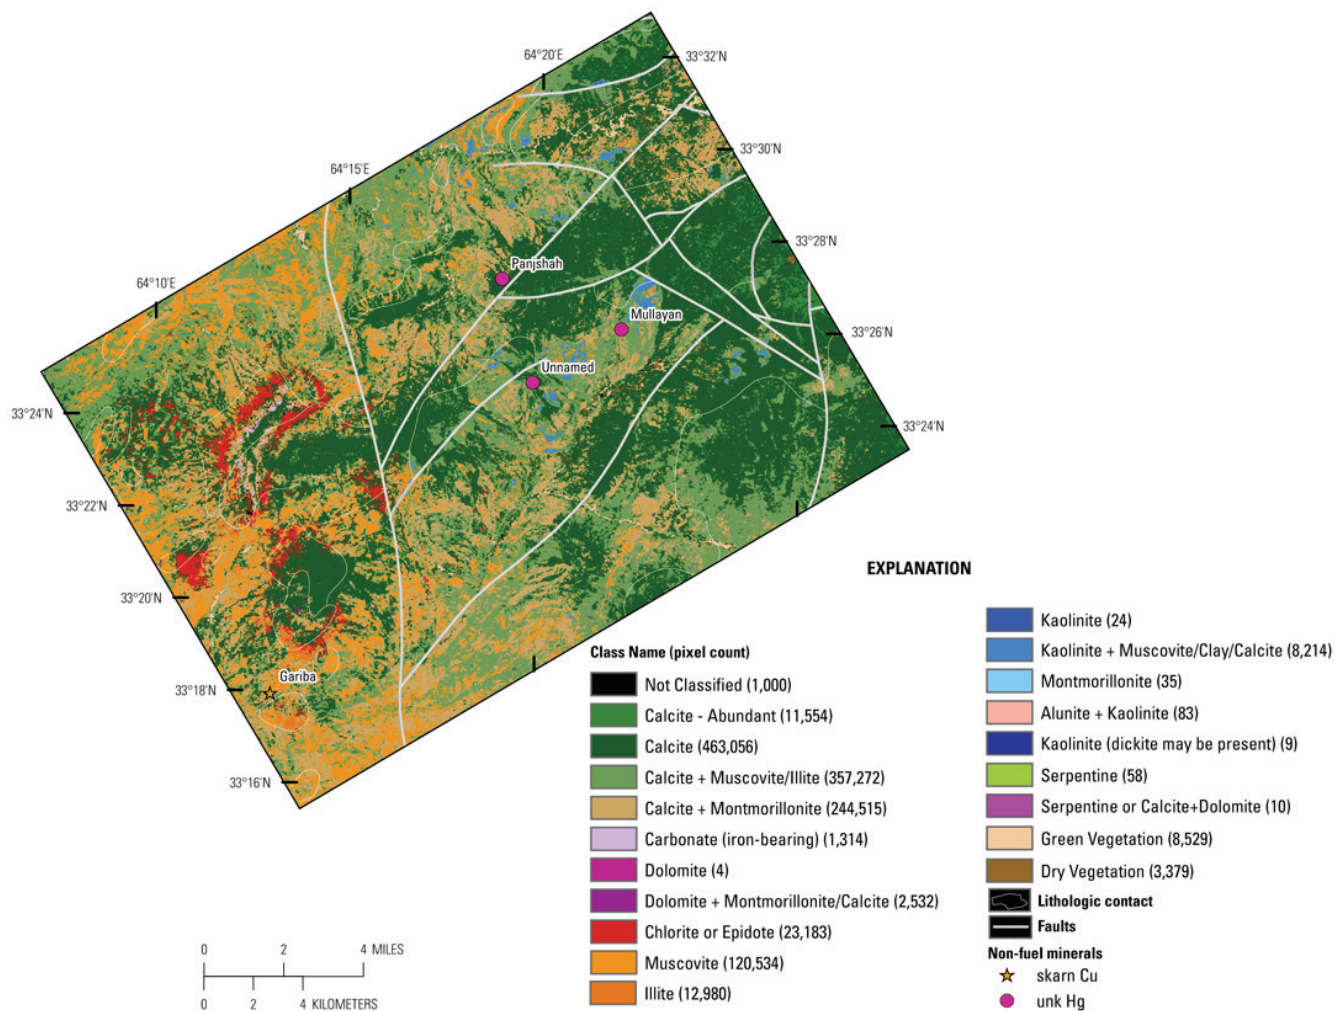 64°20'E
33°32'N
33°30'N
64°15'E
33°28'N
Panjshah
64°10'E
Mullayan
33°26'N
Unnamed
33°24'N
33°24'N
33°22'N
33°20'N
Gariba
33°18'N
33°16'N
EXPLANATION
Class Name (pixel count)
Not Classified (1,000)
Calcite - Abundant (11,554)
Calcite (463,056)
Calcite + Muscovite/Illite (357,272)
Calcite + Montmorillonite (244,515)
Carbonate (iron-bearing) (1,314)
Dolomite (4)
Dolomite + Montmorillonite/Calcite (2,532)
Chlorite or Epidote (23,183)
Muscovite (120,534)
Illite (12,980)
Kaolinite (24)
Kaolinite + Muscovite/Clay/Calcite (8,214)
Montmorillonite (35)
Alunite + Kaolinite (83)
Kaolinite (dickite may be present) (9)
Serpentine (58)
Serpentine or Calcite+Dolomite (10)
Green Vegetation (8,529)
Dry Vegetation (3,379)
Lithologic contact
Faults
Non-fuel minerals
skarn Cu
unk Hg
0 2 4 MILES
0 2 4 KILOMETERS